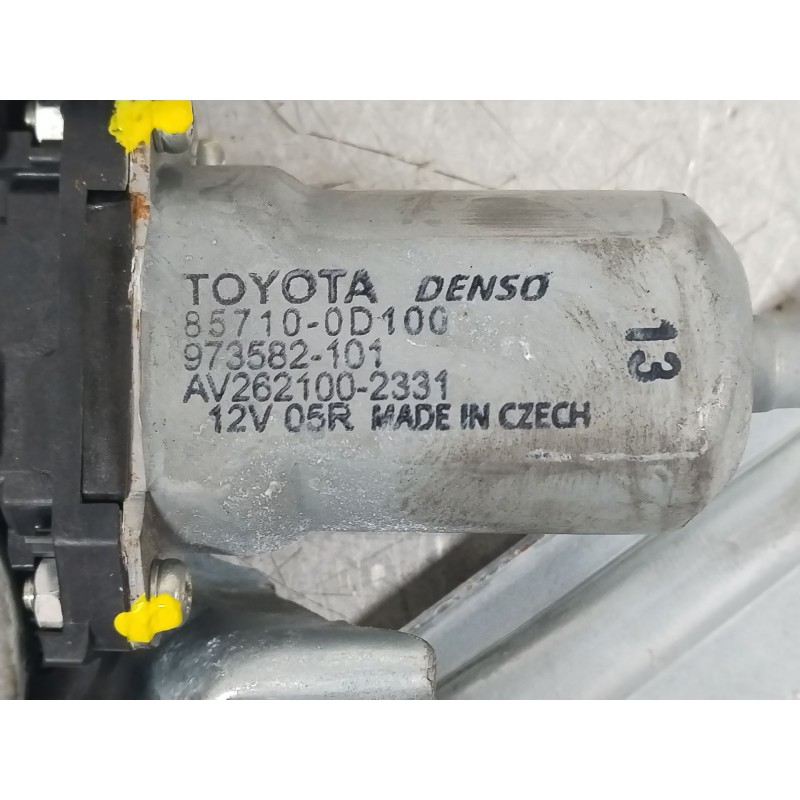 TOYOTA DENSO
85710-0D100
973582-101
AV262100-2331
12V 05R MADE IN CZECH
13